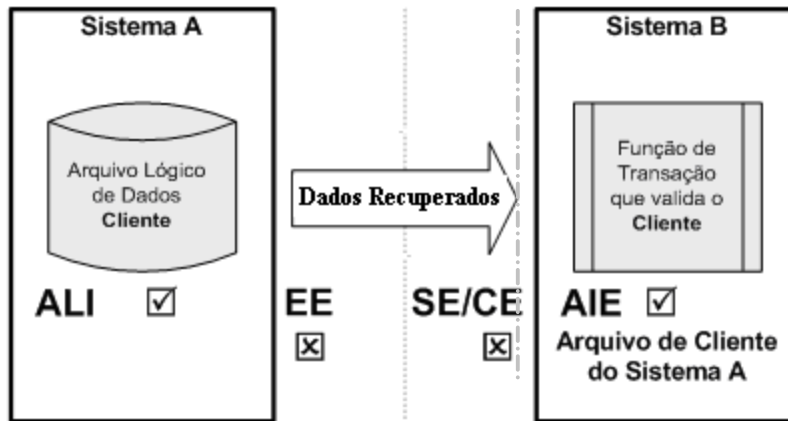 Sistema A
Arquivo Lógico
de Dados
Cliente
Dados Recuperados
Sistema B
Função de
Transação
que valida o
Cliente
ALI
EE
SE/CE
AIE
Arquivo de Cliente
do Sistema A